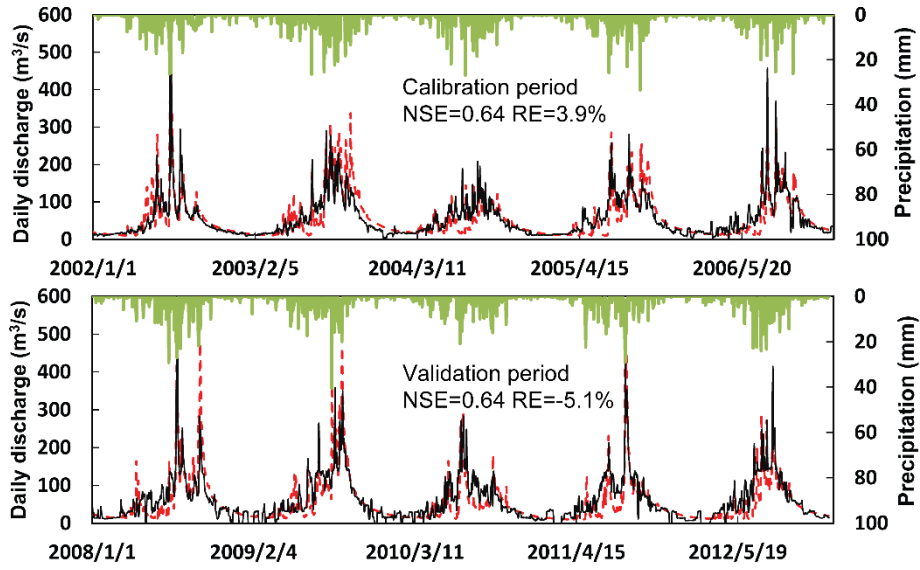 600
500
400
300
200
100
0
Daily discharge (m³/s)
Calibration period
NSE=0.64 RE=3.9%
0
20
40
60
80
100
Precipitation (mm)
2002/1/1 2003/2/5 2004/3/11 2005/4/15 2006/5/20
600
500
400
300
200
100
0
Daily discharge (m³/s)
Validation period
NSE=0.64 RE=-5.1%
0
20
40
60
80
100
Precipitation (mm)
2008/1/1 2009/2/4 2010/3/11 2011/4/15 2012/5/19